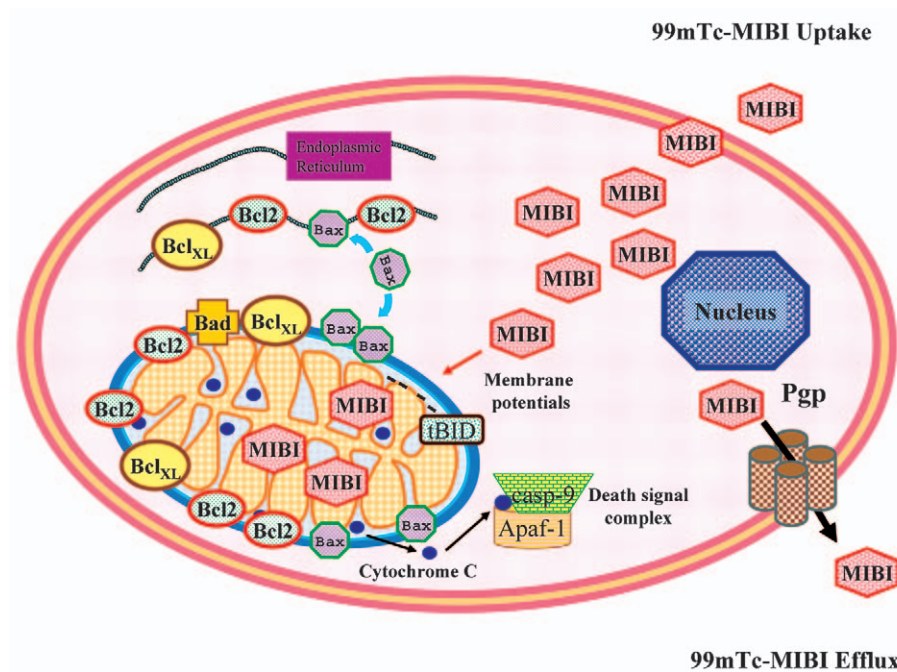 99mTc-MIBI Uptake
MIBI
MIBI
Endoplasmic
Reticulum
MIBI
MIBI
Bcl2
Bax
Bcl2
BclXL
Bax
MIBI
MIBI
Nucleus
Bad
BclXL
Bax
Bax
MIBI
Bcl2
Membrane
potentials
MIBI
MIBI
Pgp
Bcl2
tBID
MIBI
BclXL
MIBI
casp-9
Death signal
complex
Bcl2
Bcl2
Bax
Bax
Apaf-1
Cytochrome C
MIBI
99mTc-MIBI Efflux